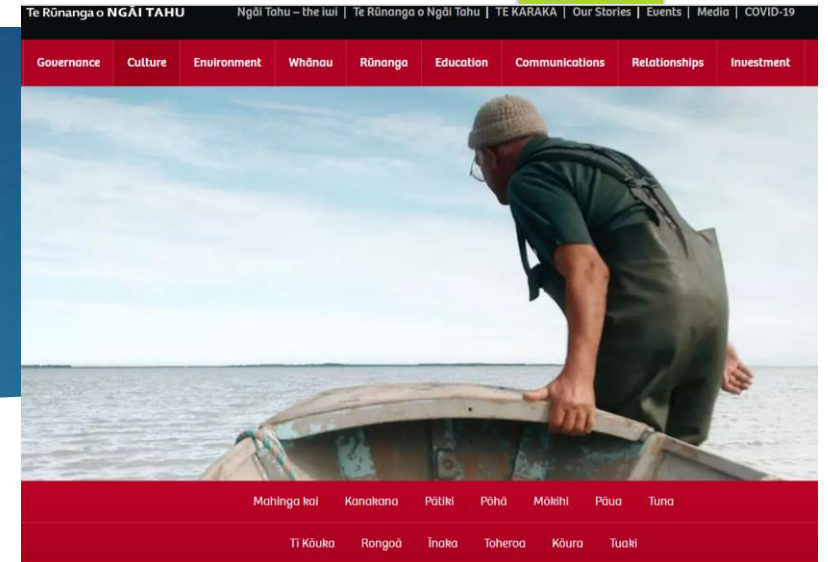 Te Rūnanga o NGĀI TAHU Ngāi Tahu – the iwi | Te Rūnanga o Ngāi Tahu | TE KARAKA | Our Stories | Events | Media | COVID-19
Governance Culture Environment Whānau Rūnanga Education Communications Relationships Investment
Mahinga kai Kanakana Pātiki Pōhā Mōkihi Pāua Tuna
Tī Kōuka Rongoā Īnaka Toheroa Kōura Tuaki